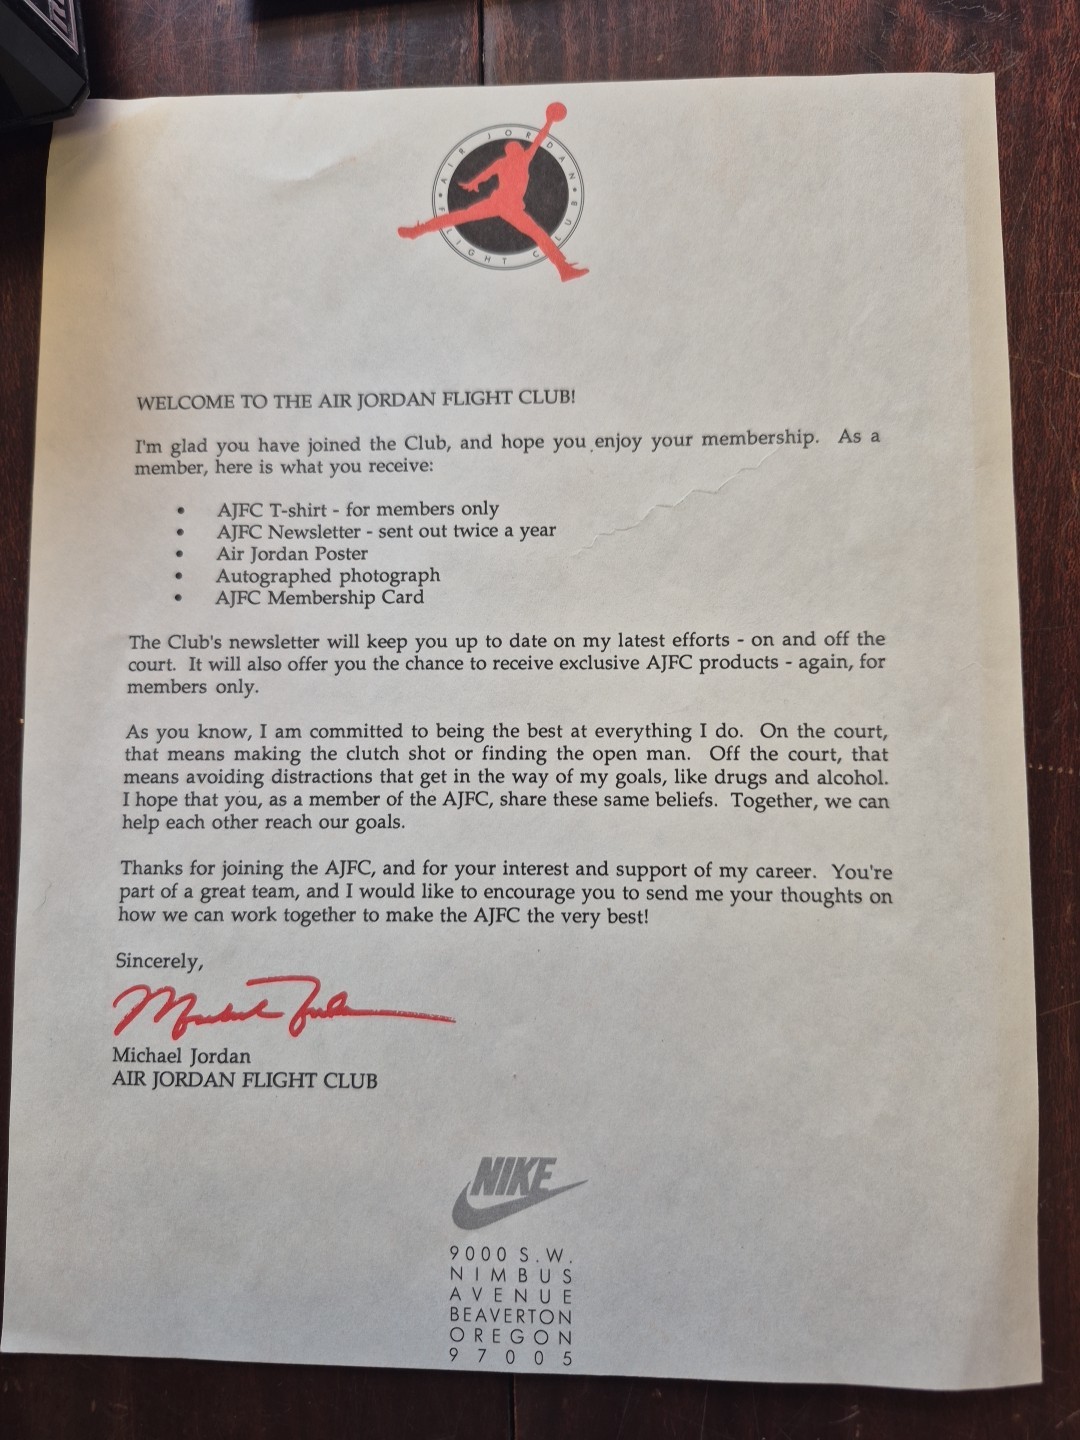 AIR JORDAN FLIGHT CLUB
WELCOME TO THE AIR JORDAN FLIGHT CLUB!
I'm glad you have joined the Club, and hope you enjoy your membership. As a
member, here is what you receive:
• AJFC T-shirt - for members only
• AJFC Newsletter - sent out twice a year
• Air Jordan Poster
• Autographed photograph
• AJFC Membership Card
The Club's newsletter will keep you up to date on my latest efforts - on and off the
court. It will also offer you the chance to receive exclusive AJFC products - again, for
members only.
As you know, I am committed to being the best at everything I do. On the court,
that means making the clutch shot or finding the open man. Off the court, that
means avoiding distractions that get in the way of my goals, like drugs and alcohol.
I hope that you, as a member of the AJFC, share these same beliefs. Together, we can
help each other reach our goals.
Thanks for joining the AJFC, and for your interest and support of my career. You're
part of a great team, and I would like to encourage you to send me your thoughts on
how we can work together to make the AJFC the very best!
Sincerely,
Michael Jordan
Michael Jordan
AIR JORDAN FLIGHT CLUB
NIKE
9000 S.W.
NIMBUS
AVENUE
BEAVERTON
OREGON
97005